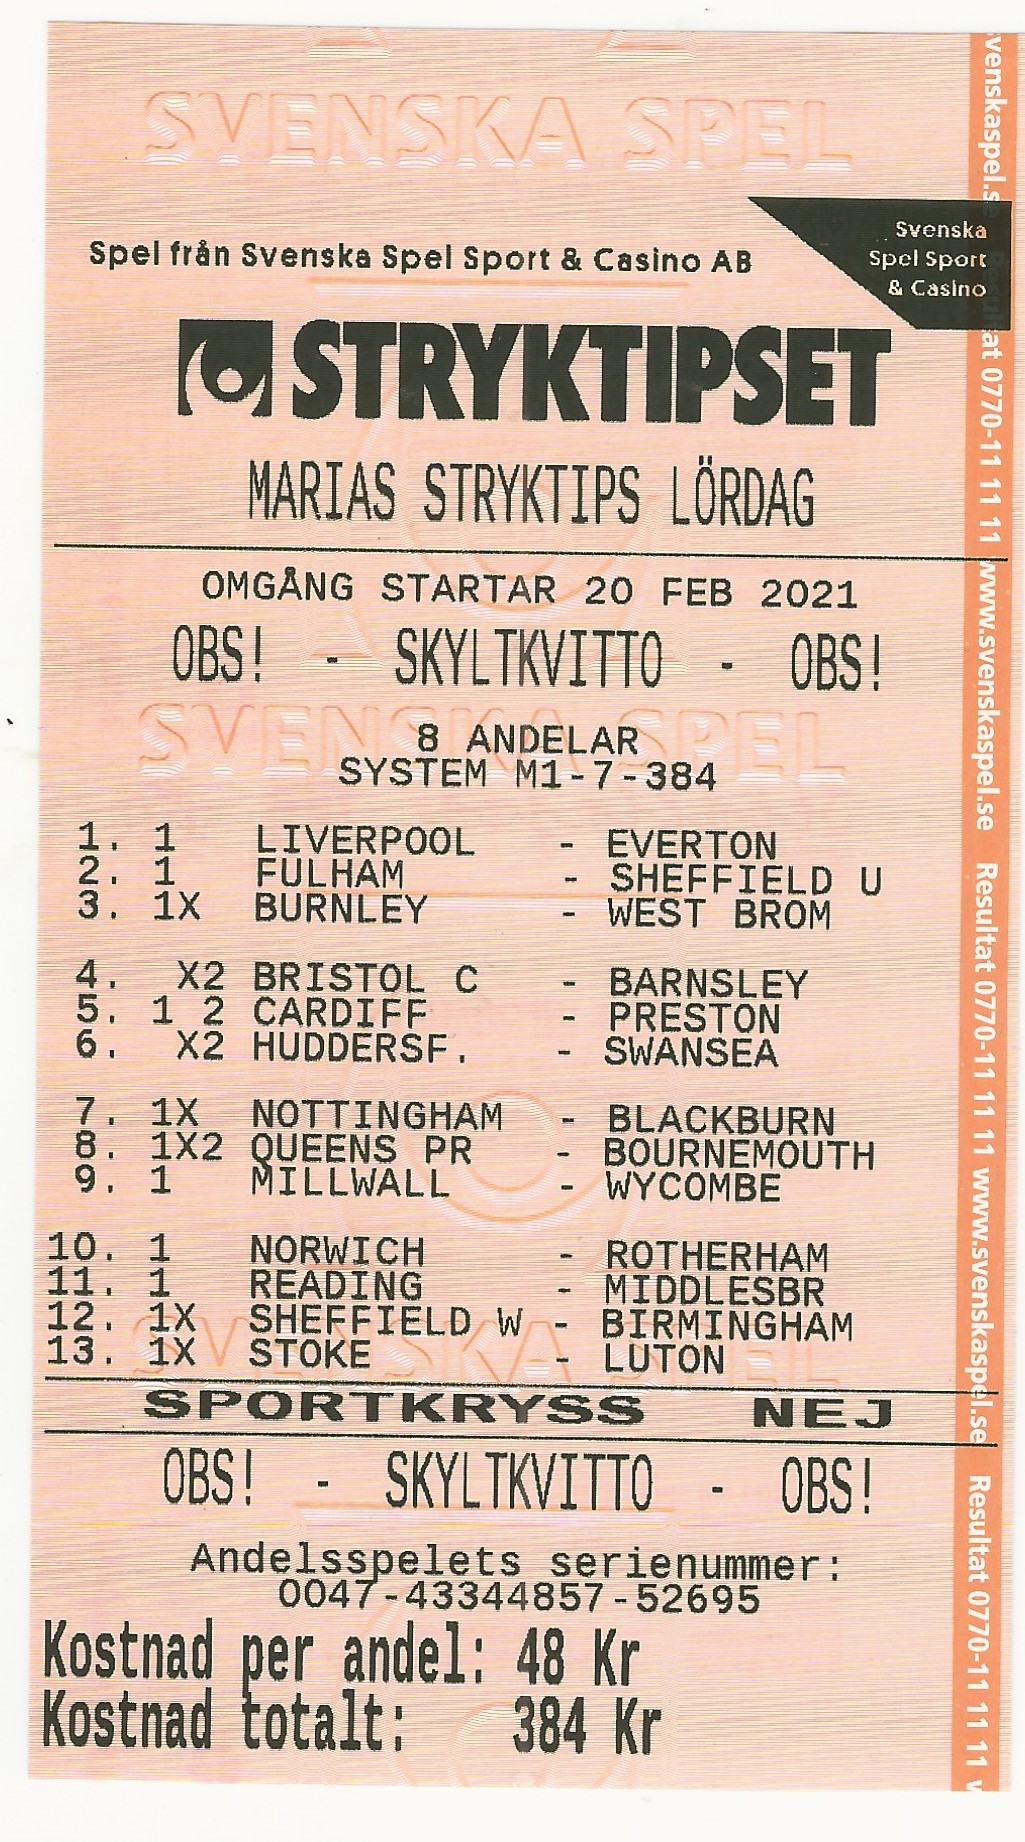 SVENSKA SPEL
Spel från Svenska Spel Sport & Casino AB
Svenska
Spel Sport
& Casino
STRYKTIPSET
MARIAS STRYKTIPS LÖRDAG
OMGÅNG STARTAR 20 FEB 2021
OBS! - SKYLTKVITTO - OBS!
SVENSKA SPEL
8 ANDELAR
SYSTEM M1-7-384
1. 1 LIVERPOOL - EVERTON
2. 1 FULHAM - SHEFFIELD U
3. 1X BURNLEY - WEST BROM
4. X2 BRISTOL C - BARNSLEY
5. 1 2 CARDIFF - PRESTON
6. X2 HUDDERSF. - SWANSEA
7. 1X NOTTINGHAM - BLACKBURN
8. 1X2 QUEENS PR - BOURNEMOUTH
9. 1 MILLWALL - WYCOMBE
10. 1 NORWICH - ROTHERHAM
11. 1 READING - MIDDLESBR
12. 1X SHEFFIELD W - BIRMINGHAM
13. 1X STOKE - LUTON
SVENSKA SPEL
SPORTKRYSS NEJ
OBS! - SKYLTKVITTO - OBS!
Andelsspelets serienummer:
0047-43344857-52695
Kostnad per andel: 48 Kr
Kostnad totalt: 384 Kr
venskaspel.se Resultat 0770-11 11 11 www.svenskaspel.se Resultat 0770-11 11 11 www.svenskaspel.se Resultat 0770-11 11 11 w